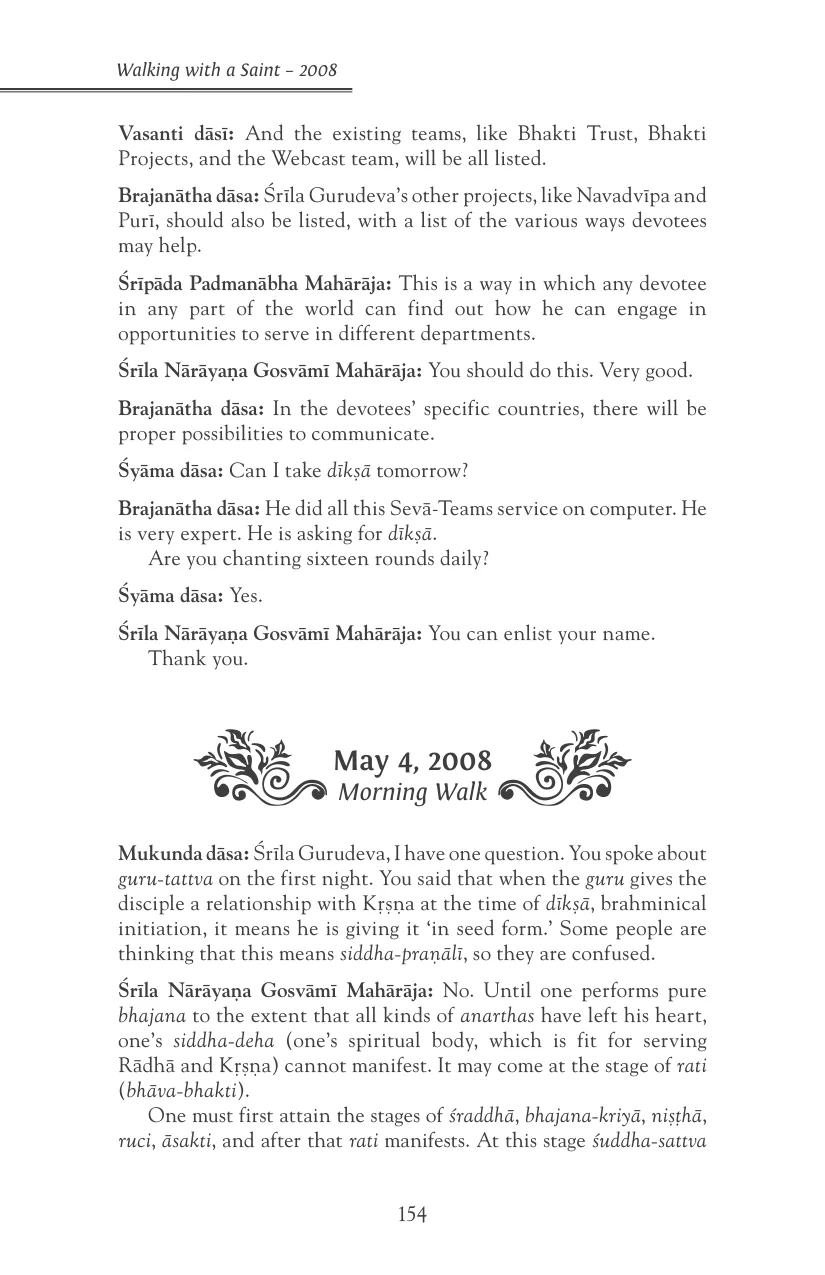 Walking with a Saint – 2008
Vasanti dāsī: And the existing teams, like Bhakti Trust, Bhakti
Projects, and the Webcast team, will be all listed.
Brajanātha dāsa: Śrīla Gurudeva’s other projects, like Navadvīpa and
Purī, should also be listed, with a list of the various ways devotees
may help.
Śrīpāda Padmanābha Mahārāja: This is a way in which any devotee
in any part of the world can find out how he can engage in
opportunities to serve in different departments.
Śrīla Nārāyaṇa Gosvāmī Mahārāja: You should do this. Very good.
Brajanātha dāsa: In the devotees’ specific countries, there will be
proper possibilities to communicate.
Śyāma dāsa: Can I take dīkṣā tomorrow?
Brajanātha dāsa: He did all this Sevā-Teams service on computer. He
is very expert. He is asking for dīkṣā.
Are you chanting sixteen rounds daily?
Śyāma dāsa: Yes.
Śrīla Nārāyaṇa Gosvāmī Mahārāja: You can enlist your name.
Thank you.
May 4, 2008
Morning Walk
Mukunda dāsa: Śrīla Gurudeva, I have one question. You spoke about
guru-tattva on the first night. You said that when the guru gives the
disciple a relationship with Kṛṣṇa at the time of dīkṣā, brahminical
initiation, it means he is giving it ‘in seed form.’ Some people are
thinking that this means siddha-praṇālī, so they are confused.
Śrīla Nārāyaṇa Gosvāmī Mahārāja: No. Until one performs pure
bhajana to the extent that all kinds of anarthas have left his heart,
one’s siddha-deha (one’s spiritual body, which is fit for serving
Rādhā and Kṛṣṇa) cannot manifest. It may come at the stage of rati
(bhāva-bhakti).
One must first attain the stages of śraddhā, bhajana-kriyā, niṣṭhā,
ruci, āsakti, and after that rati manifests. At this stage śuddha-sattva
154